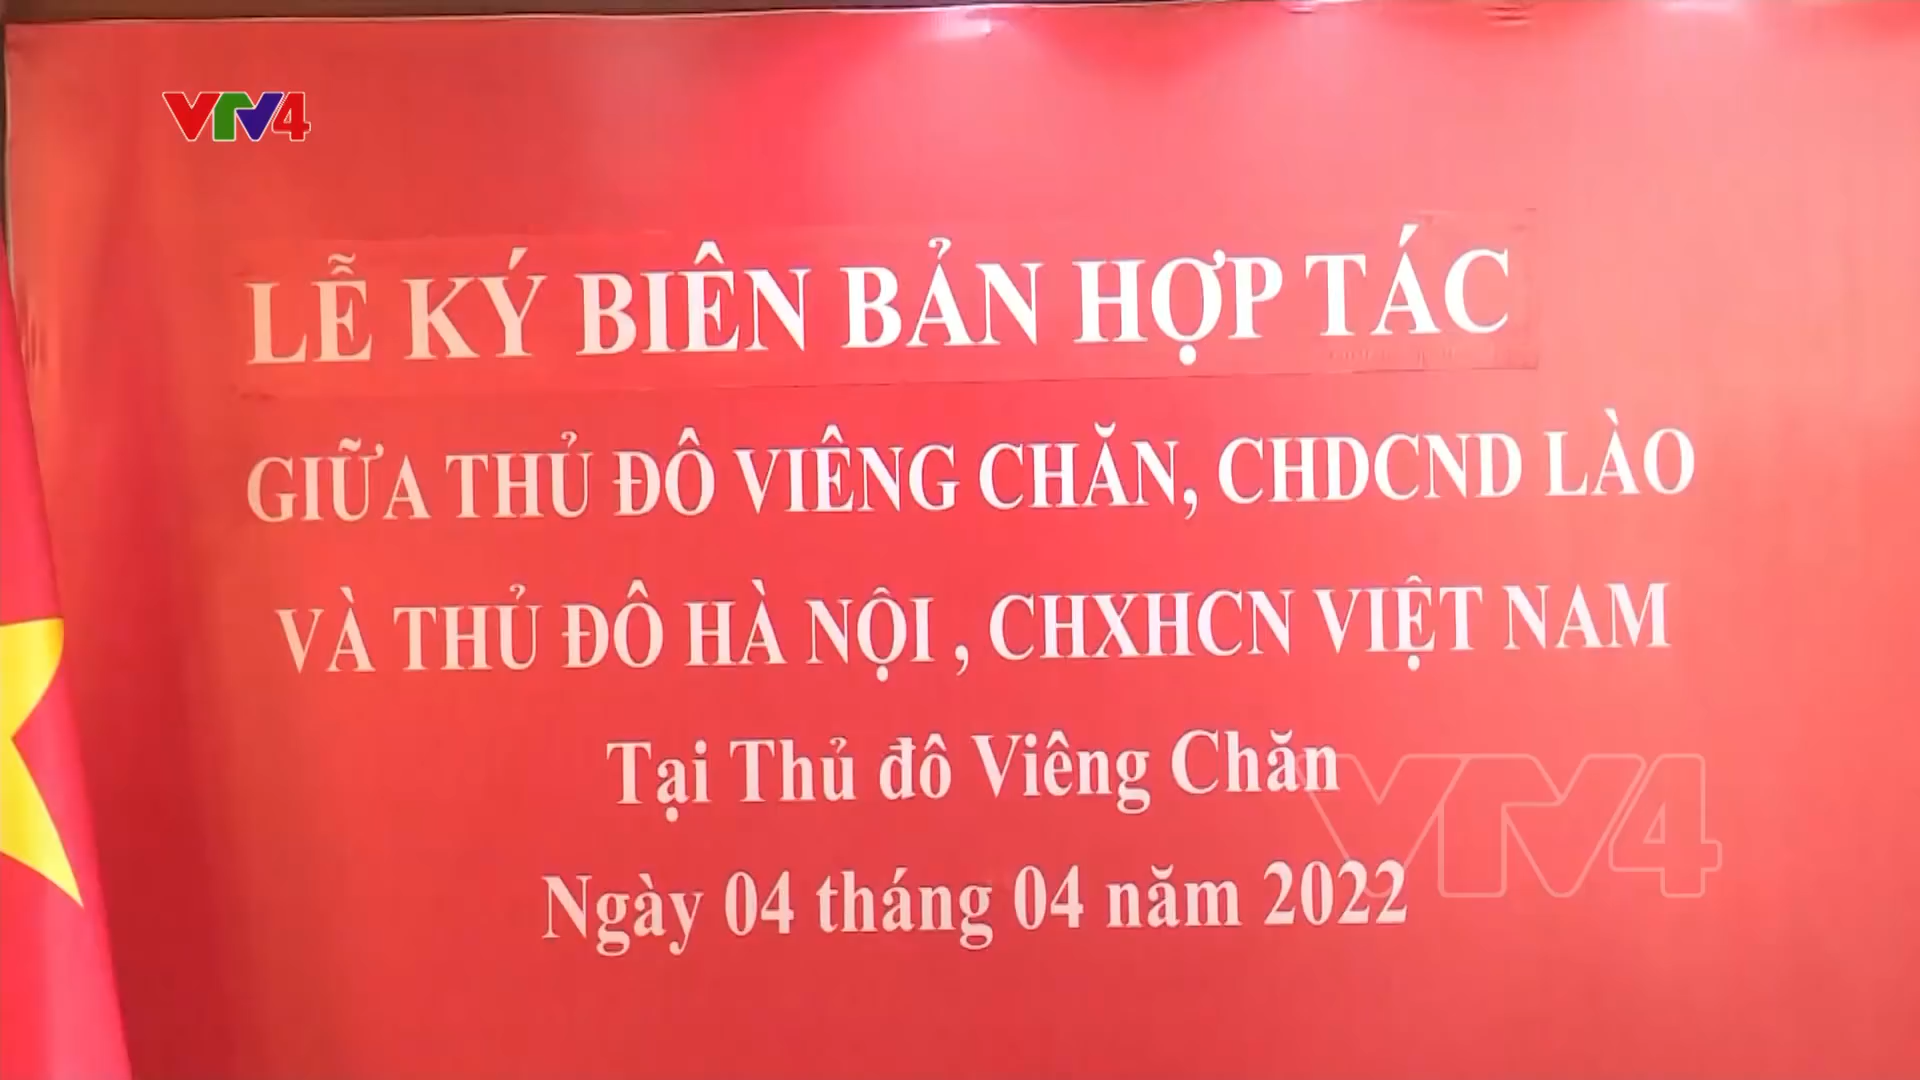 VTV4
LỄ KÝ BIÊN BẢN HỢP TÁC
GIỮA THỦ ĐÔ VIÊNG CHĂN, CHDCND LÀO
VÀ THỦ ĐÔ HÀ NỘI , CHXHCN VIỆT NAM
Tại Thủ đô Viêng Chăn
VTV4
Ngày 04 tháng 04 năm 2022